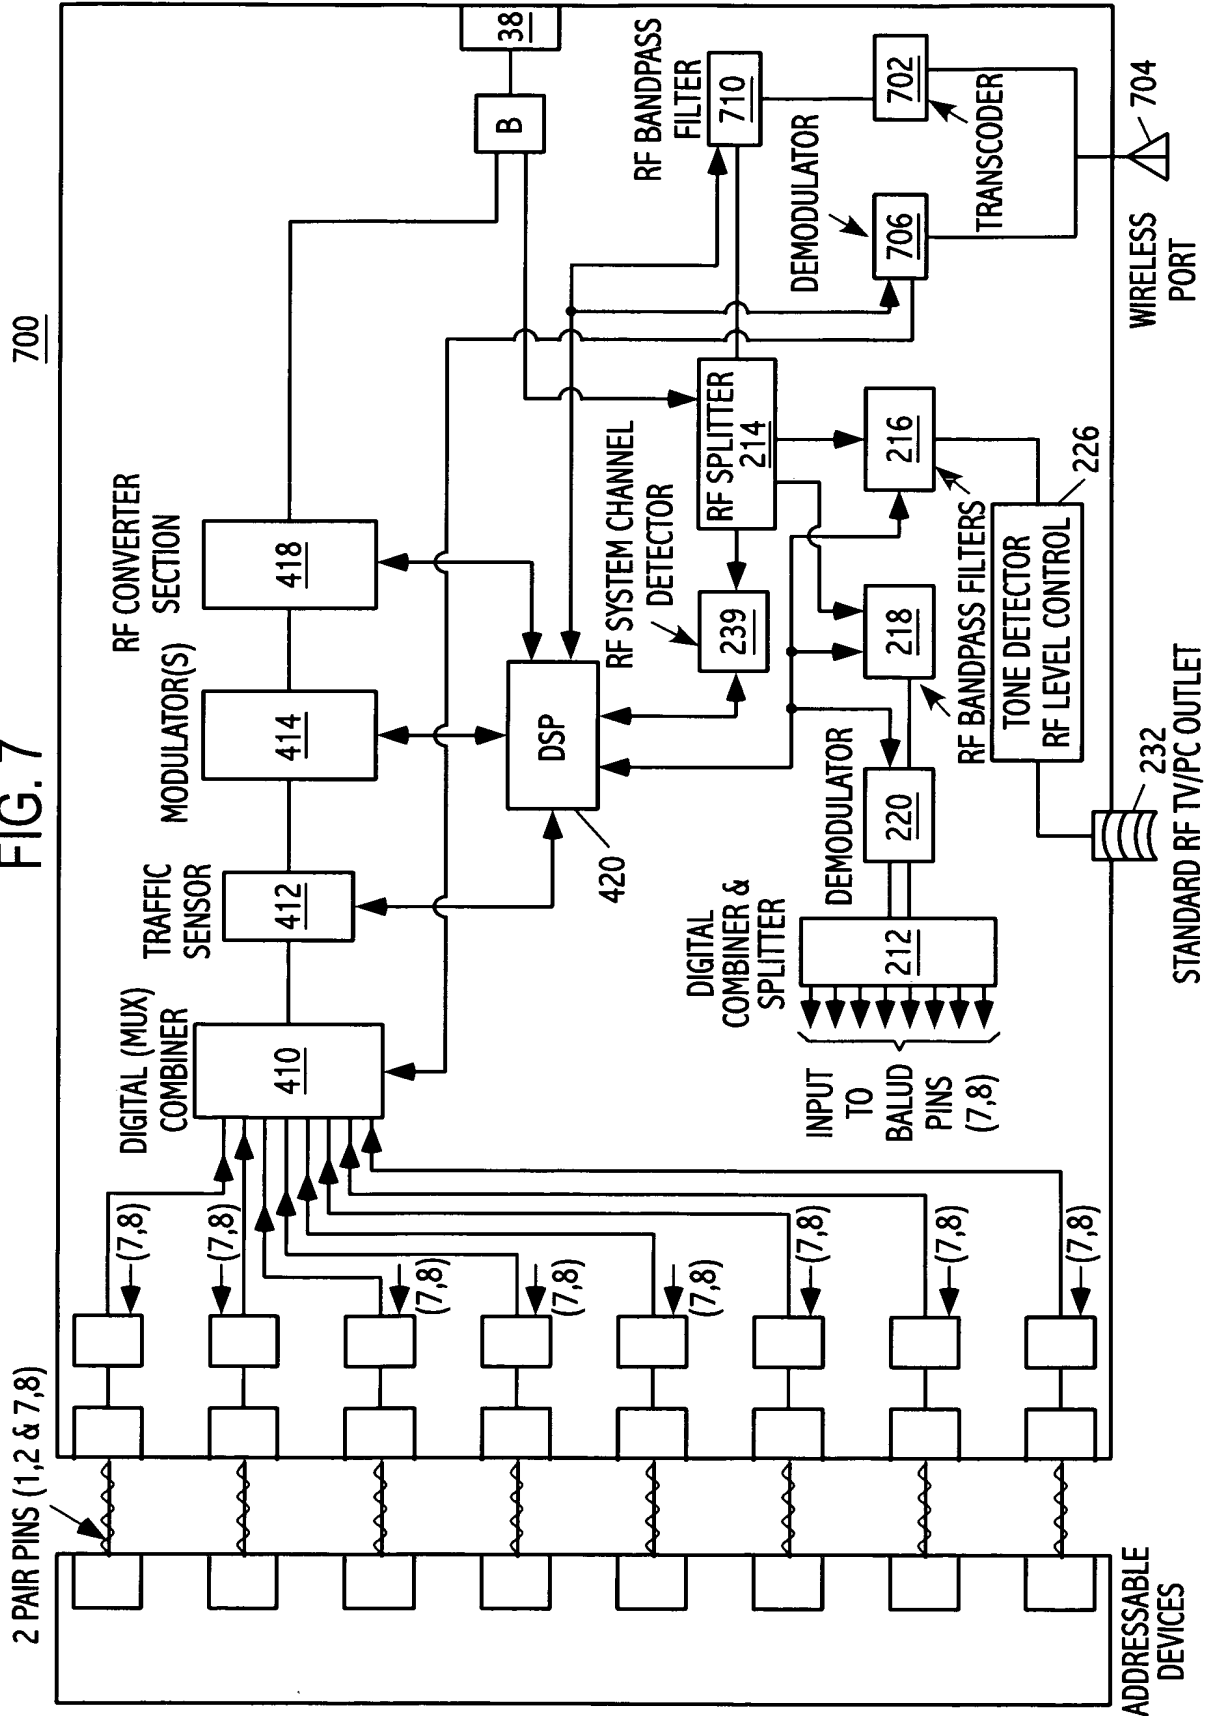 FIG. 7
700
2 PAIR PINS (1,2 & 7,8)
ADDRESSABLE
DEVICES
(7,8)
(7,8)
(7,8)
(7,8)
(7,8)
(7,8)
(7,8)
(7,8)
DIGITAL (MUX)
COMBINER
410
TRAFFIC
SENSOR
412
MODULATOR(S)
414
RF CONVERTER
SECTION
418
B
38
DSP
420
RF SYSTEM CHANNEL
DETECTOR
239
RF SPLITTER
214
RF BANDPASS
FILTER
710
702
TRANSCODER
DEMODULATOR
706
704
WIRELESS
PORT
216
218
RF BANDPASS FILTERS
226
TONE DETECTOR
RF LEVEL CONTROL
DEMODULATOR
220
DIGITAL
COMBINER &
SPLITTER
212
INPUT
TO
BALUD
PINS
(7,8)
232
STANDARD RF TV/PC OUTLET